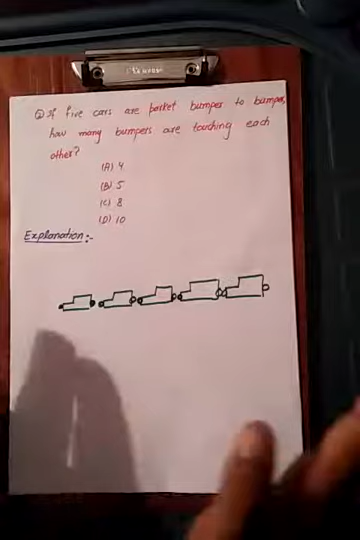 Q) If five cars are parket bumper to bumper,
how many bumpers are touching each
other?
(A) 4
(B) 5
(C) 8
(D) 10
Explanation:-